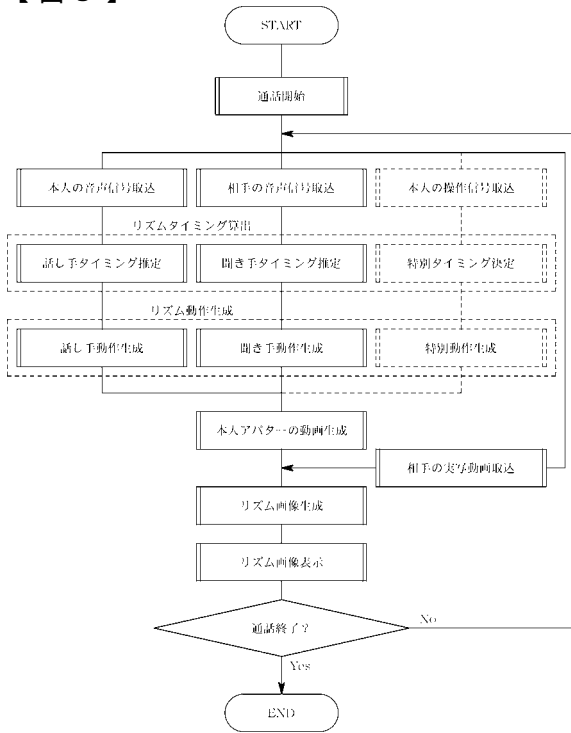 START
通話開始
本人の音声信号取込
相手の音声信号取込
本人の操作信号取込
リズムタイミング算出
話し手タイミング推定
聞き手タイミング推定
特別タイミング決定
リズム動作生成
話し手動作生成
聞き手動作生成
特別動作生成
本人アバターの動画生成
相手の実写動画取込
リズム画像生成
リズム画像表示
通話終了？
No
Yes
END